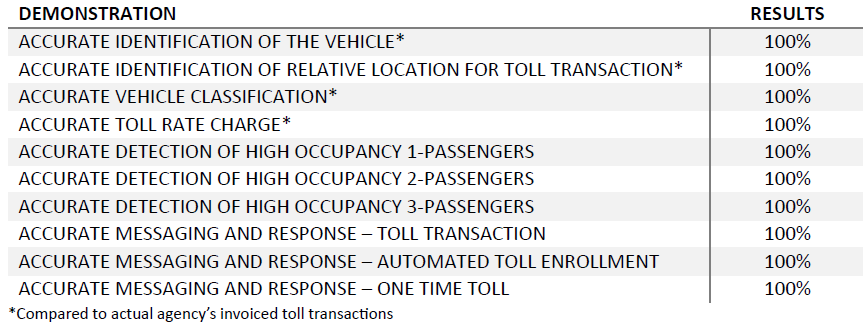 DEMONSTRATION RESULTS
ACCURATE IDENTIFICATION OF THE VEHICLE* 100%
ACCURATE IDENTIFICATION OF RELATIVE LOCATION FOR TOLL TRANSACTION* 100%
ACCURATE VEHICLE CLASSIFICATION* 100%
ACCURATE TOLL RATE CHARGE* 100%
ACCURATE DETECTION OF HIGH OCCUPANCY 1-PASSENGERS 100%
ACCURATE DETECTION OF HIGH OCCUPANCY 2-PASSENGERS 100%
ACCURATE DETECTION OF HIGH OCCUPANCY 3-PASSENGERS 100%
ACCURATE MESSAGING AND RESPONSE – TOLL TRANSACTION 100%
ACCURATE MESSAGING AND RESPONSE – AUTOMATED TOLL ENROLLMENT 100%
ACCURATE MESSAGING AND RESPONSE – ONE TIME TOLL 100%
*Compared to actual agency's invoiced toll transactions